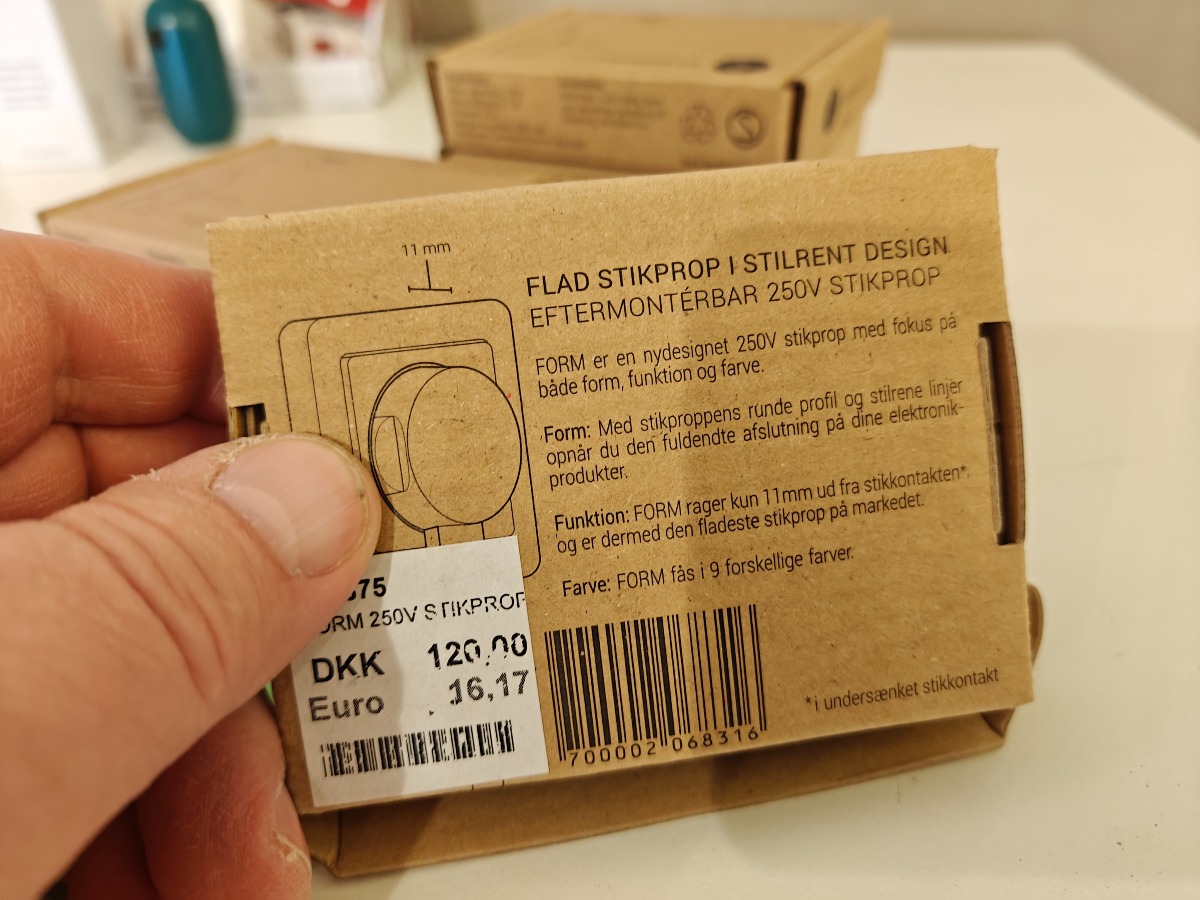 11 mm
FLAD STIKPROP I STILRENT DESIGN
EFTERMONTÉRBAR 250V STIKPROP
FORM er en nydesignet 250V stikprop med fokus på
både form, funktion og farve.
Form: Med stikproppens runde profil og stilrene linjer
opnår du den fuldendte afslutning på dine elektronik-
produkter.
Funktion: FORM rager kun 11mm ud fra stikkontakten*.
og er dermed den fladeste stikprop på markedet.
Farve: FORM fås i 9 forskellige farver.
*i undersænket stikkontakt
700002 068316
75
ORM 250V STIKPROP
DKK 120,00
Euro 16,17